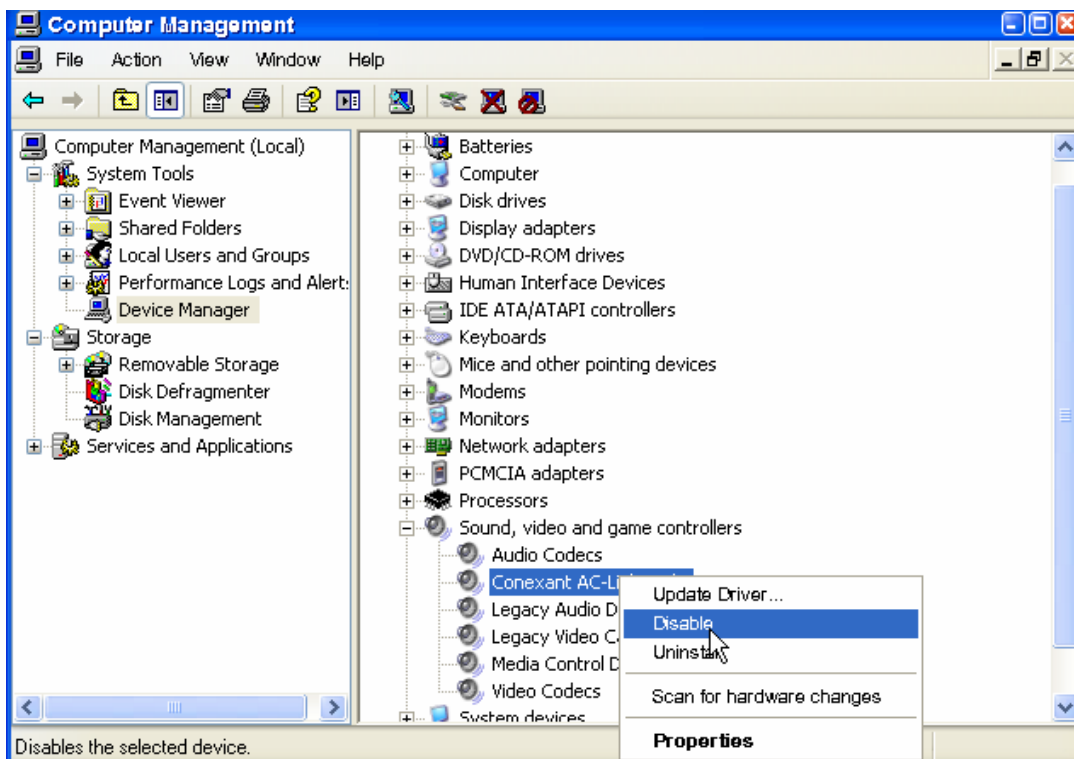 Computer Management
File Action View Window Help
Computer Management (Local)
System Tools
Event Viewer
Shared Folders
Local Users and Groups
Performance Logs and Alert
Device Manager
Storage
Removable Storage
Disk Defragmenter
Disk Management
Services and Applications
Batteries
Computer
Disk drives
Display adapters
DVD/CD-ROM drives
Human Interface Devices
IDE ATA/ATAPI controllers
Keyboards
Mice and other pointing devices
Modems
Monitors
Network adapters
PCMCIA adapters
Processors
Sound, video and game controllers
Audio Codecs
Conexant
Legacy Audio D
Legacy Video C
Media Control D
Video Codecs
System devices
Update Driver...
Disable
Uninstall
Scan for hardware changes
Properties
Disables the selected device.